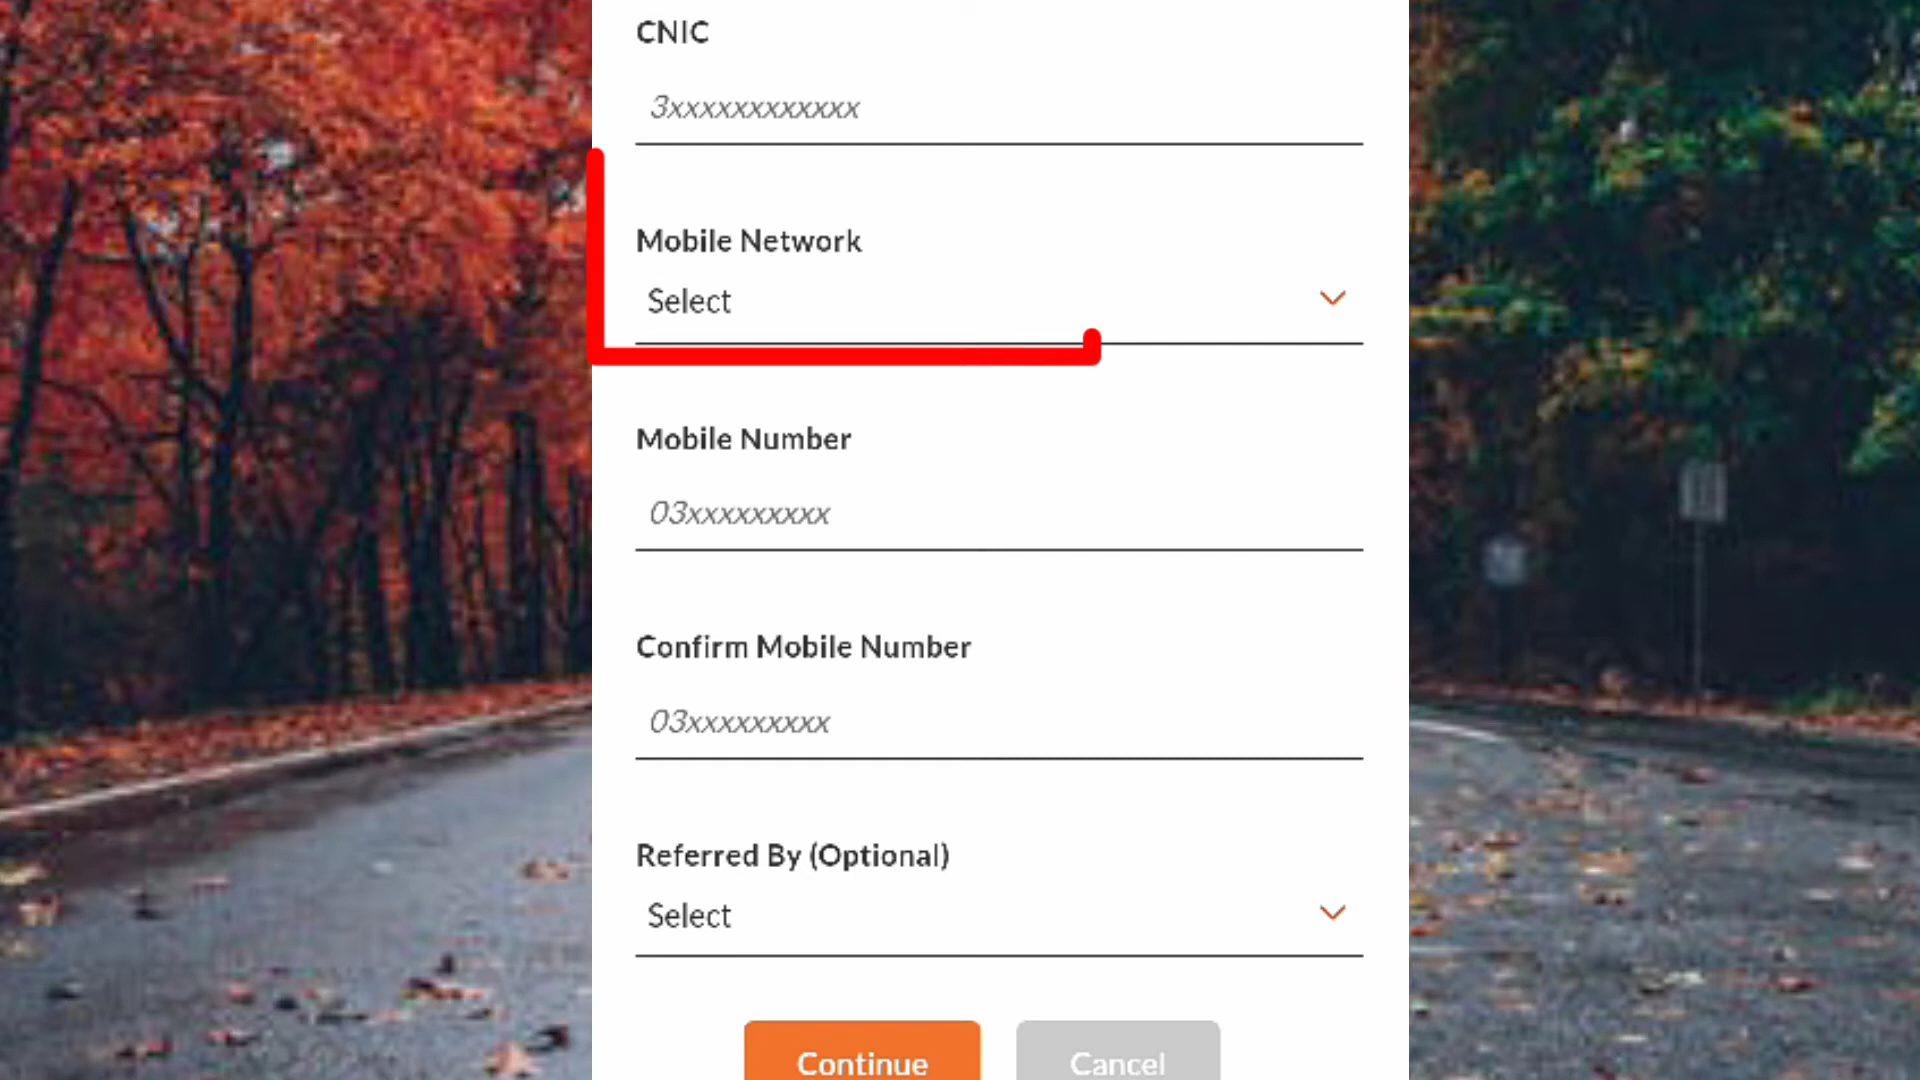 CNIC
3xxxxxxxxxxxx
Mobile Network
Select
Mobile Number
03xxxxxxxxx
Confirm Mobile Number
03xxxxxxxxx
Referred By (Optional)
Select
Continue Cancel